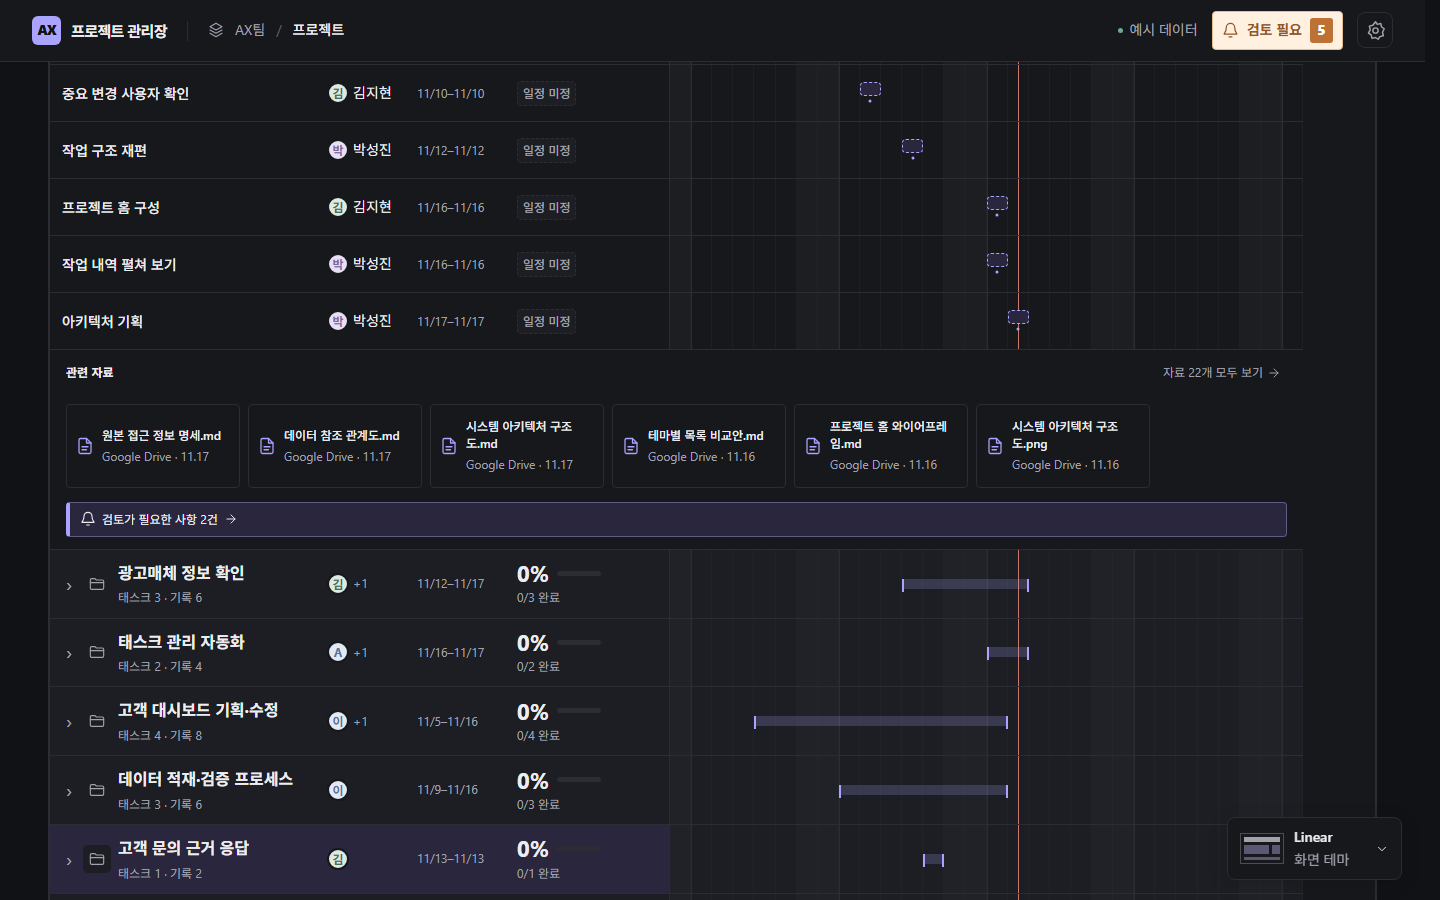 AX 프로젝트 관리장 AX팀 / 프로젝트 예시 데이터 검토 필요 5
중요 변경 사용자 확인 김 김지현 11/10–11/10 일정 미정
작업 구조 재편 박 박성진 11/12–11/12 일정 미정
프로젝트 홈 구성 김 김지현 11/16–11/16 일정 미정
작업 내역 펼쳐 보기 박 박성진 11/16–11/16 일정 미정
아키텍처 기획 박 박성진 11/17–11/17 일정 미정
관련 자료 자료 22개 모두 보기 →
원본 접근 정보 명세.md
Google Drive · 11.17
데이터 참조 관계도.md
Google Drive · 11.17
시스템 아키텍처 구조
도.md
Google Drive · 11.17
테마별 목록 비교안.md
Google Drive · 11.16
프로젝트 홈 와이어프레
임.md
Google Drive · 11.16
시스템 아키텍처 구조
도.png
Google Drive · 11.16
검토가 필요한 사항 2건 →
광고매체 정보 확인 김 +1 11/12–11/17 0%
태스크 3 · 기록 6 0/3 완료
태스크 관리 자동화 A +1 11/16–11/17 0%
태스크 2 · 기록 4 0/2 완료
고객 대시보드 기획·수정 이 +1 11/5–11/16 0%
태스크 4 · 기록 8 0/4 완료
데이터 적재·검증 프로세스 이 11/9–11/16 0%
태스크 3 · 기록 6 0/3 완료
고객 문의 근거 응답 김 11/13–11/13 0%
태스크 1 · 기록 2 0/1 완료
Linear
화면 테마